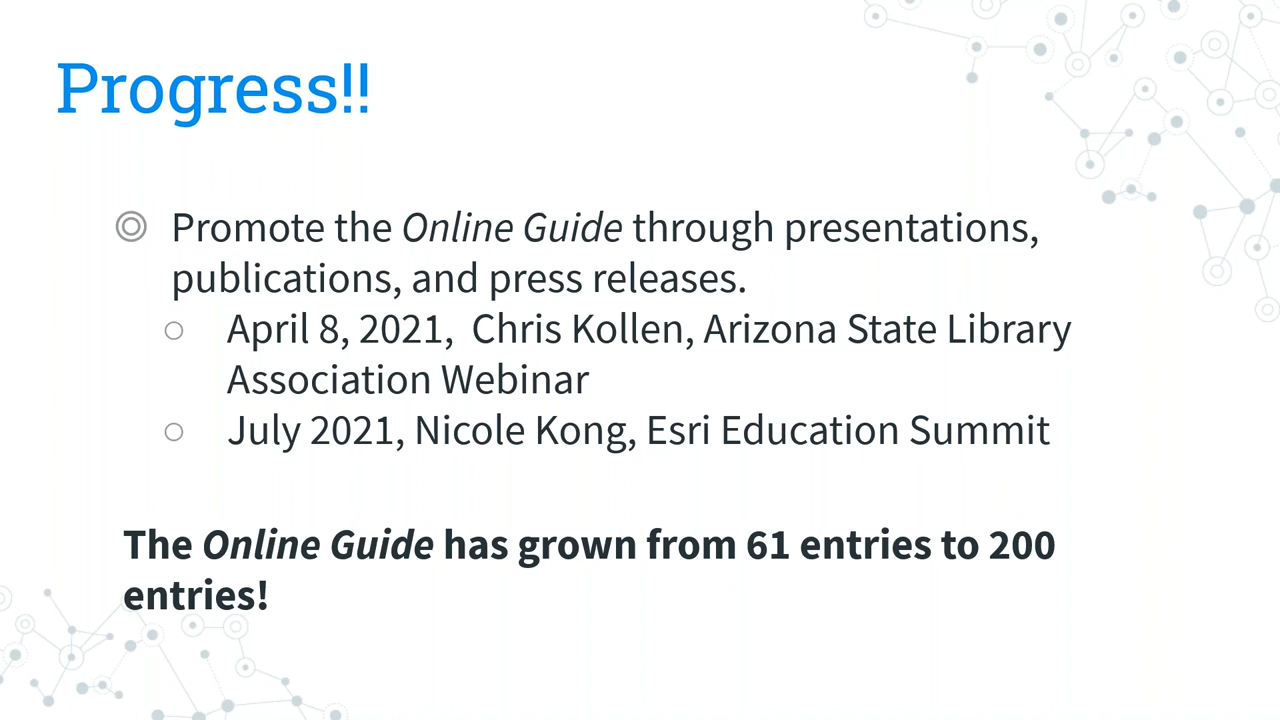 Progress!!
Promote the Online Guide through presentations,
publications, and press releases.
April 8, 2021,  Chris Kollen, Arizona State Library
Association Webinar
July 2021, Nicole Kong, Esri Education Summit
The Online Guide has grown from 61 entries to 200
entries!